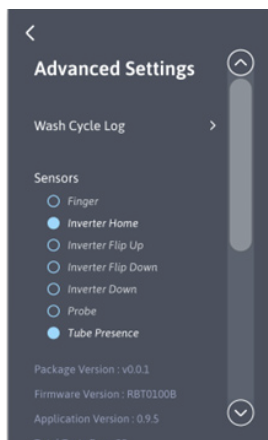 Advanced Settings
Wash Cycle Log
Sensors
Finger
Inverter Home
Inverter Flip Up
Inverter Flip Down
Inverter Down
Probe
Tube Presence
Package Version : v0.0.1
Firmware Version : RBT0100B
Application Version : 0.9.5